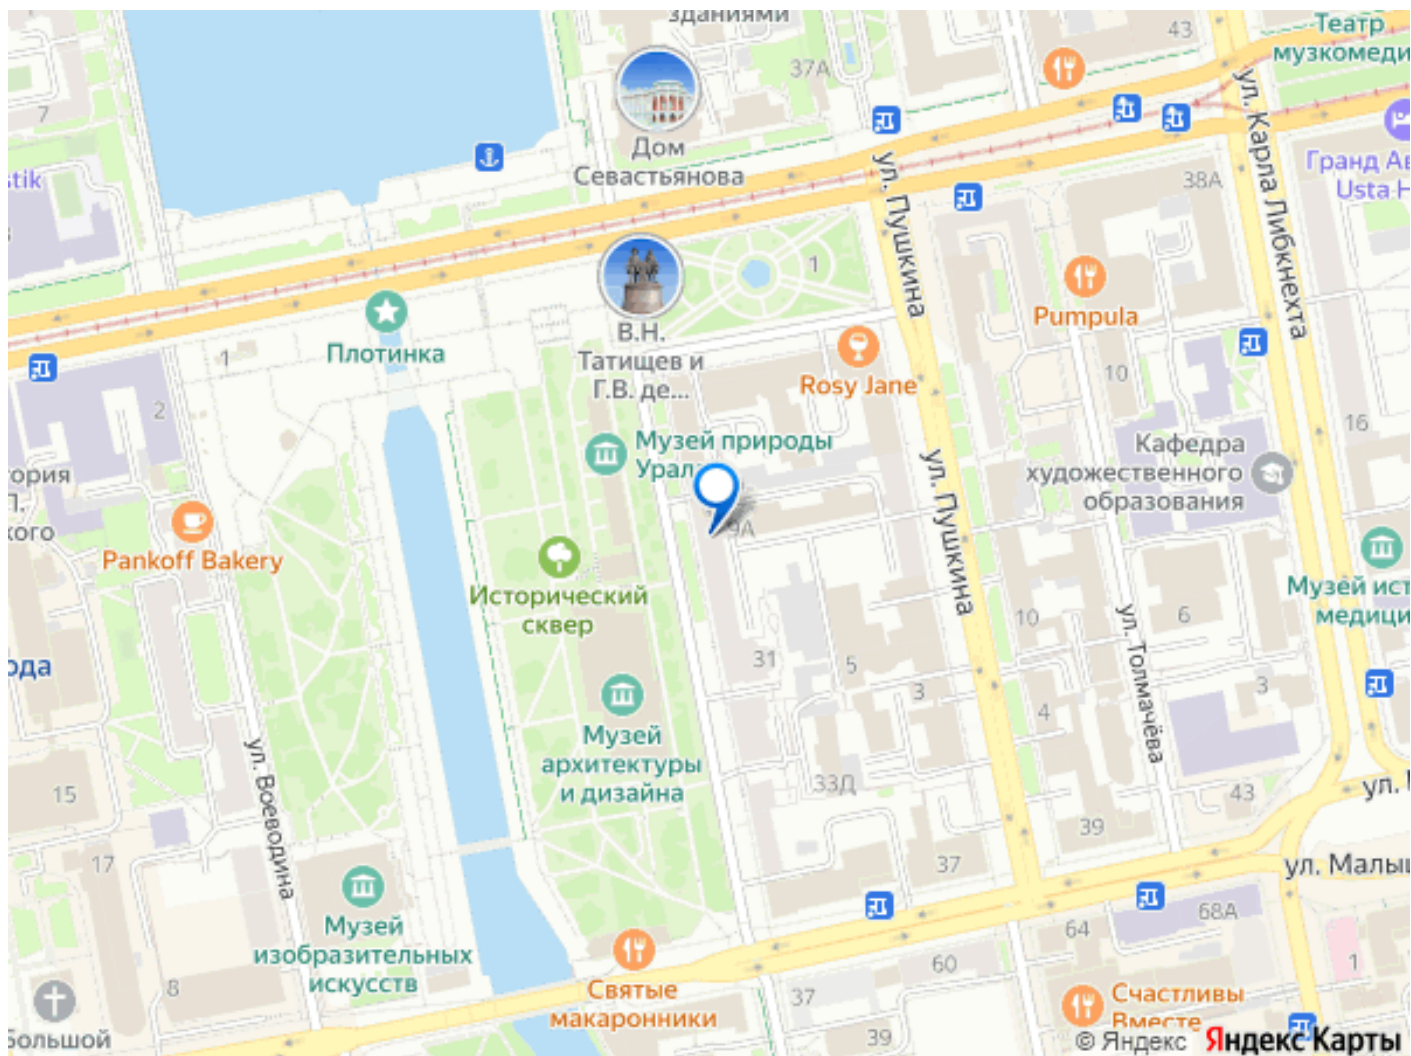 зданиями
43
Театр
музкомеди
37А
7
Дом
Севастьянова
ул. Пушкина
ул. Карла Либкнехта
Гранд Ав
Usta H
stik
38А
1
В.Н.
Татищев и
Г.В. де...
Плотинка
1
2
Rosy Jane
Pumpula
10
16
Музей природы
Урала
Кафедра
художественного
образования
ория
П.
кого
Pankoff Bakery
9А
ул. Пушкина
Исторический
сквер
Музей ист
медици
10
6
ул. Толмачёва
31
5
3
3
4
ода
Музей
архитектуры
и дизайна
ул. Воеводина
15
33Д
43
39
ул.
17
37
ул. Малы
Музей
изобразительных
искусств
68А
64
60
1
8
Святые
макаронники
37
39
Счастливы
Вместе
Большой
© Яндекс Яндекс Карты